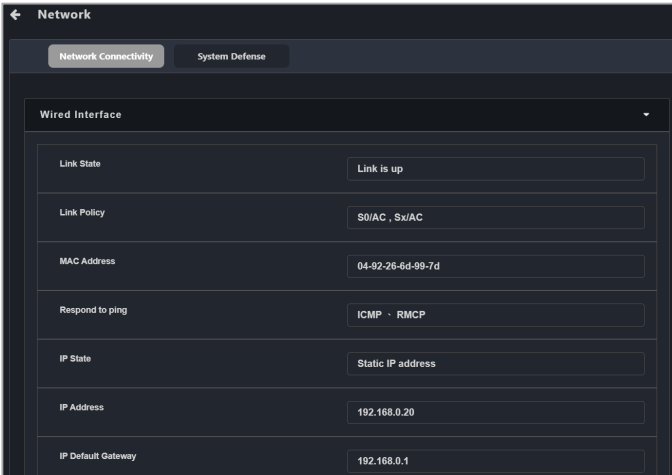 Network
Network Connectivity
System Defense
Wired Interface
Link State
Link is up
Link Policy
S0/AC , Sx/AC
MAC Address
04-92-26-6d-99-7d
Respond to ping
ICMP · RMCP
IP State
Static IP address
IP Address
192.168.0.20
IP Default Gateway
192.168.0.1